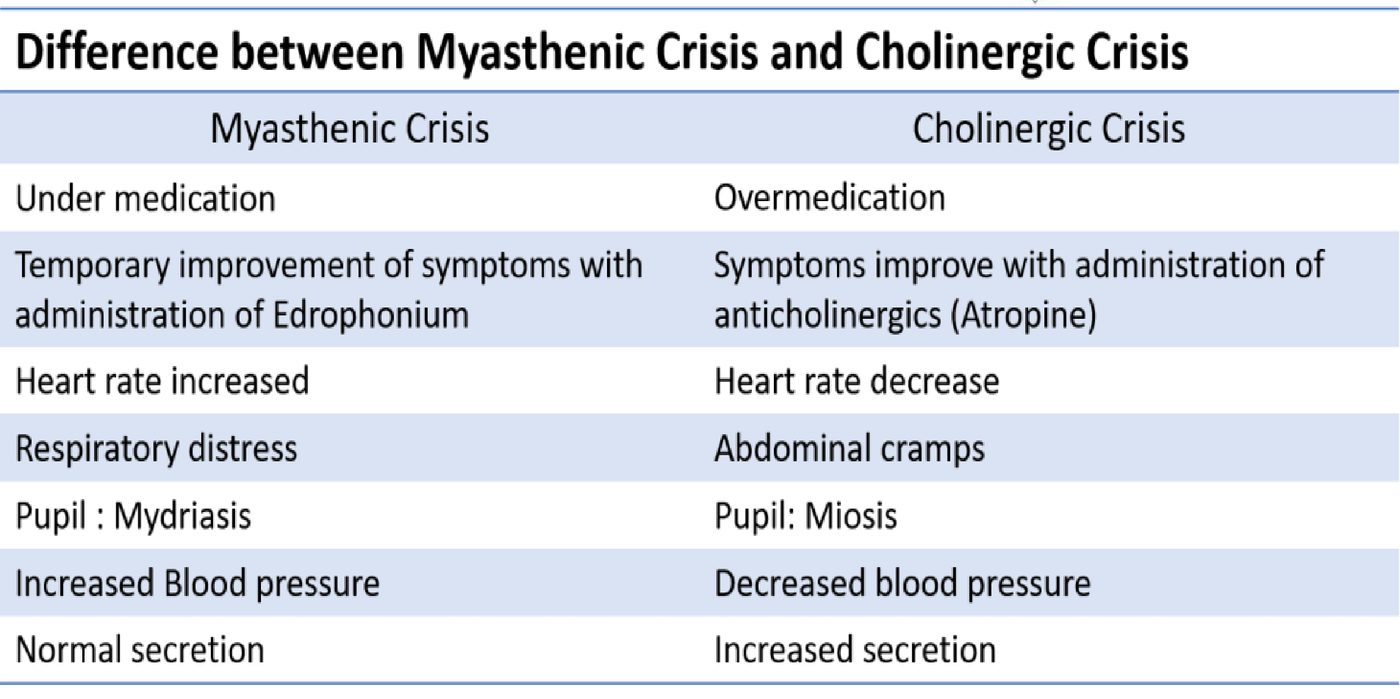 Difference between Myasthenic Crisis and Cholinergic Crisis
Myasthenic Crisis Cholinergic Crisis
Under medication Overmedication
Temporary improvement of symptoms with Symptoms improve with administration of
administration of Edrophonium anticholinergics (Atropine)
Heart rate increased Heart rate decrease
Respiratory distress Abdominal cramps
Pupil : Mydriasis Pupil: Miosis
Increased Blood pressure Decreased blood pressure
Normal secretion Increased secretion